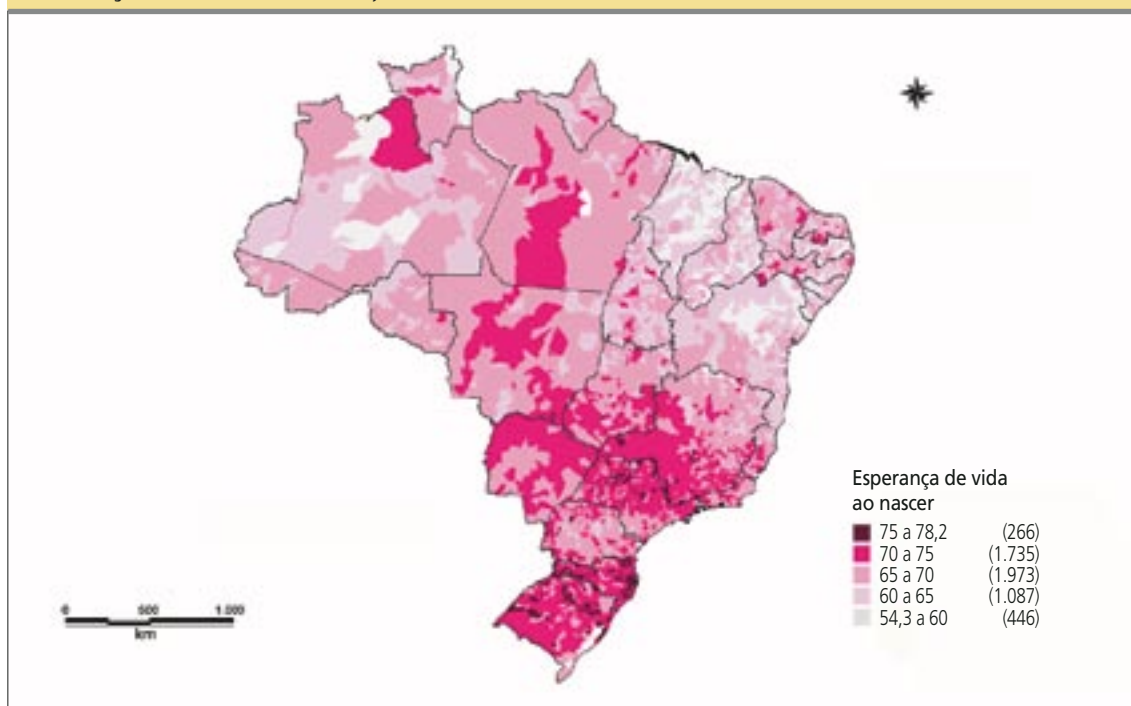 Esperança de vida
ao nascer
75 a 78,2 (266)
70 a 75 (1.735)
65 a 70 (1.973)
60 a 65 (1.087)
54,3 a 60 (446)
0 500 1.000
km